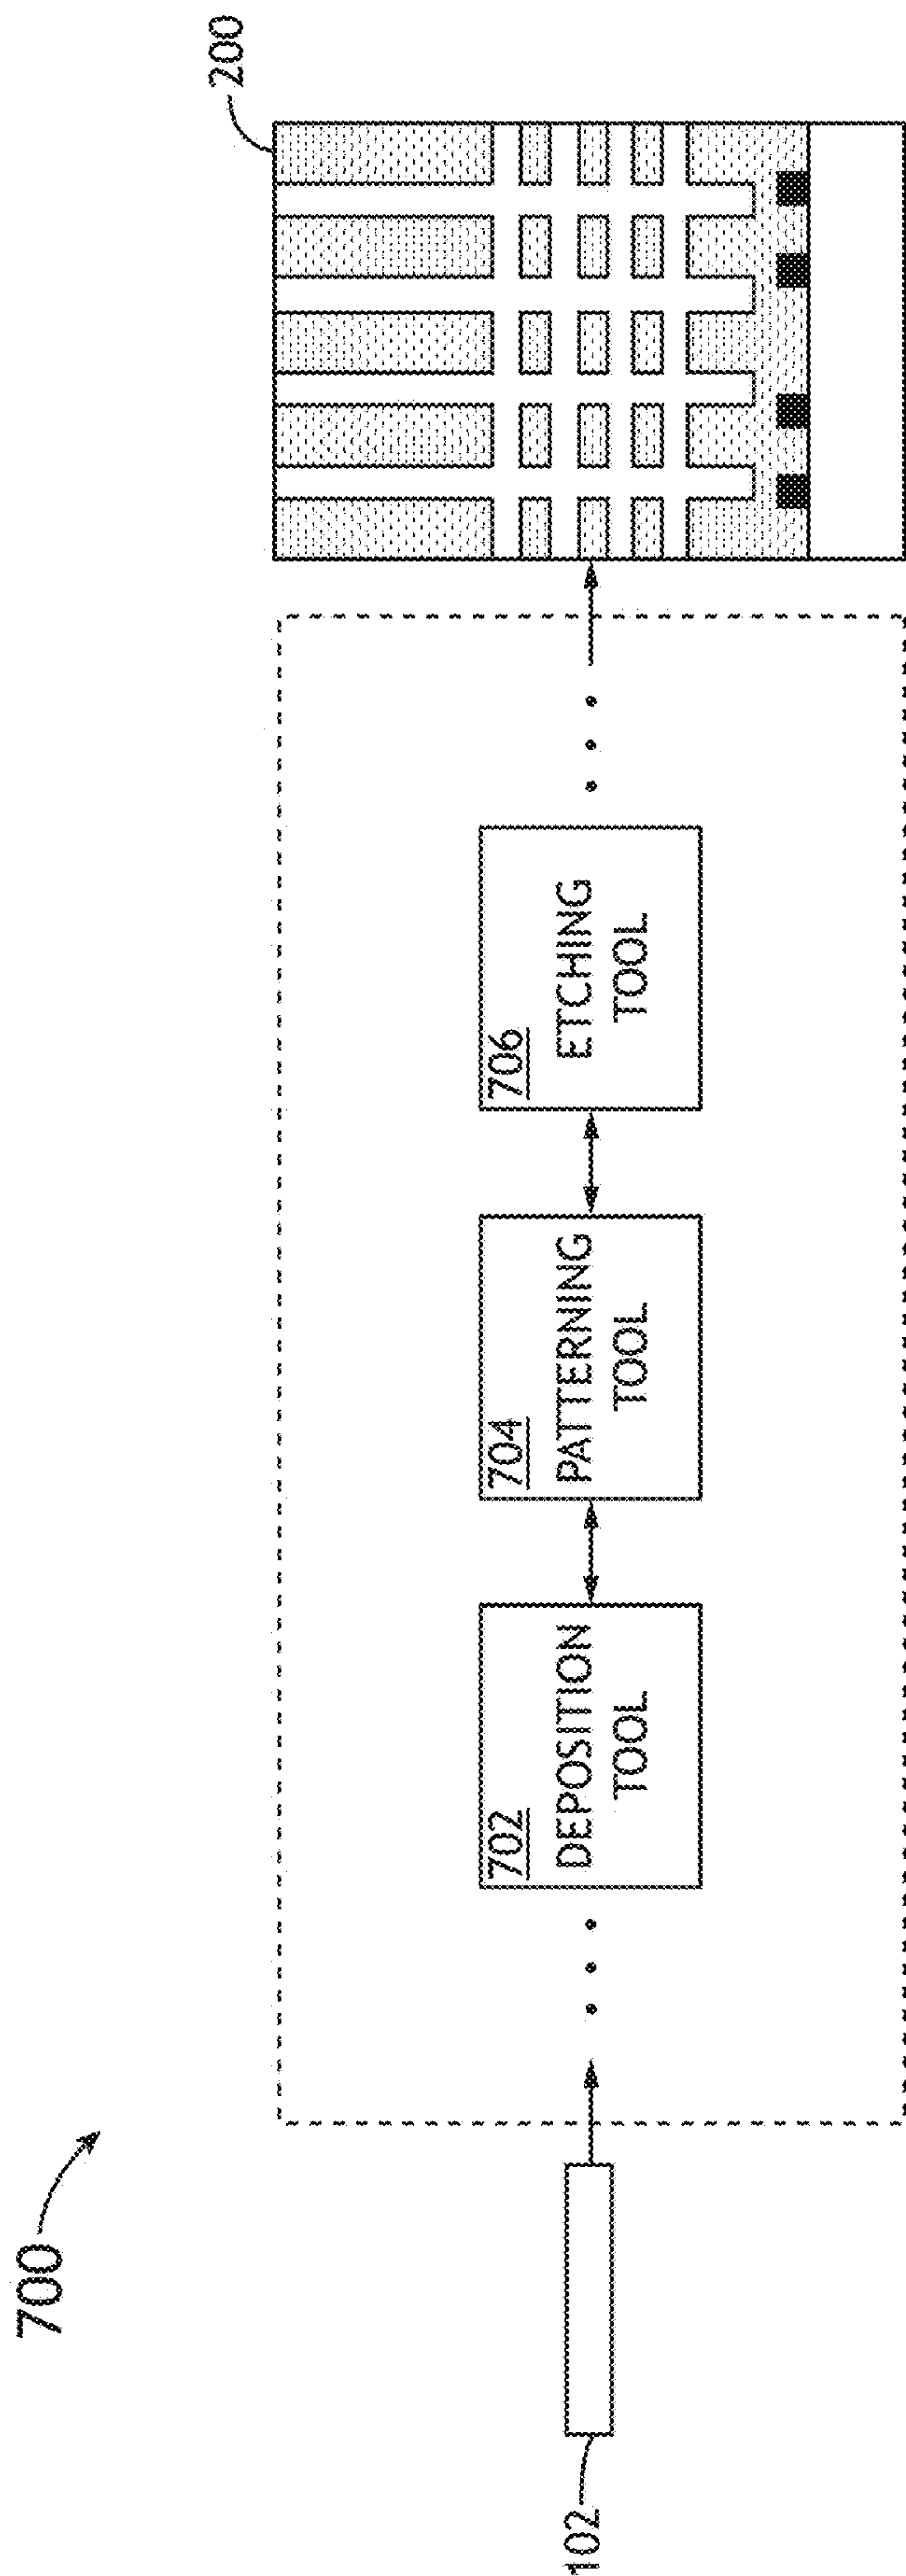 700
102
702
DEPOSITION
TOOL
704
PATTERNING
TOOL
706
ETCHING
TOOL
200